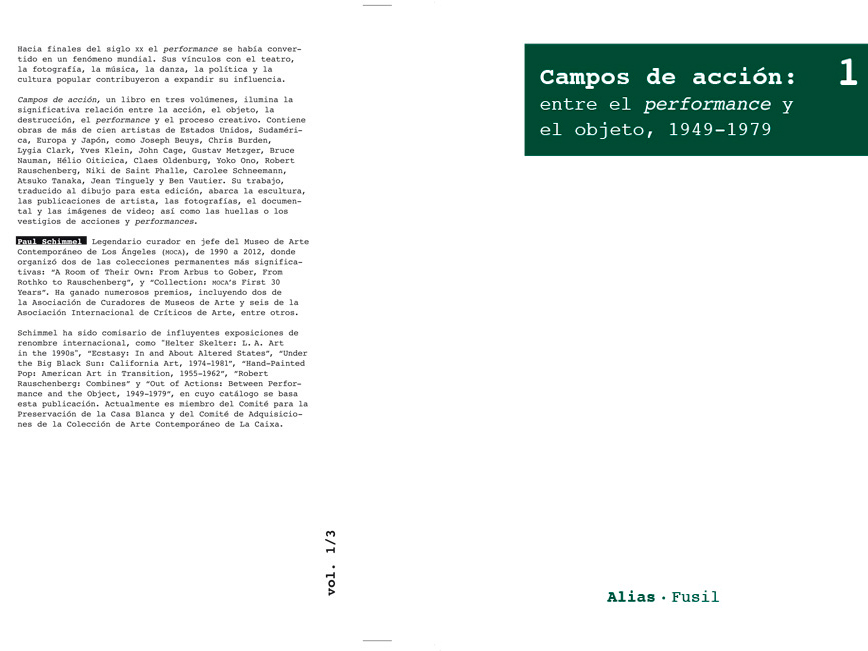 Hacia finales del siglo XX el performance se había conver-
tido en un fenómeno mundial. Sus vínculos con el teatro,
la fotografía, la música, la danza, la política y la
cultura popular contribuyeron a expandir su influencia.
Campos de acción, un libro en tres volúmenes, ilumina la
significativa relación entre la acción, el objeto, la
destrucción, el performance y el proceso creativo. Contiene
obras de más de cien artistas de Estados Unidos, Sudaméri-
ca, Europa y Japón, como Joseph Beuys, Chris Burden,
Lygia Clark, Yves Klein, John Cage, Gustav Metzger, Bruce
Nauman, Hélio Oiticica, Claes Oldenburg, Yoko Ono, Robert
Rauschenberg, Niki de Saint Phalle, Carolee Schneemann,
Atsuko Tanaka, Jean Tinguely y Ben Vautier. Su trabajo,
traducido al dibujo para esta edición, abarca la escultura,
las publicaciones de artista, las fotografías, el documen-
tal y las imágenes de video; así como las huellas o los
vestigios de acciones y performances.
Paul Schimmel Legendario curador en jefe del Museo de Arte
Contemporáneo de Los Ángeles (MOCA), de 1990 a 2012, donde
organizó dos de las colecciones permanentes más significa-
tivas: “A Room of Their Own: From Arbus to Gober, From
Rothko to Rauschenberg”, y “Collection: MOCA’s First 30
Years”. Ha ganado numerosos premios, incluyendo dos de
la Asociación de Curadores de Museos de Arte y seis de la
Asociación Internacional de Críticos de Arte, entre otros.
Schimmel ha sido comisario de influyentes exposiciones de
renombre internacional, como "Helter Skelter: L.A. Art
in the 1990s", “Ecstasy: In and About Altered States”, “Under
the Big Black Sun: California Art, 1974-1981”, “Hand-Painted
Pop: American Art in Transition, 1955-1962”, “Robert
Rauschenberg: Combines” y “Out of Actions: Between Perfor-
mance and the Object, 1949-1979”, en cuyo catálogo se basa
esta publicación. Actualmente es miembro del Comité para la
Preservación de la Casa Blanca y del Comité de Adquisicio-
nes de la Colección de Arte Contemporáneo de La Caixa.
vol. 1/3
Campos de acción: 1
entre el performance y
el objeto, 1949-1979
Alias · Fusil